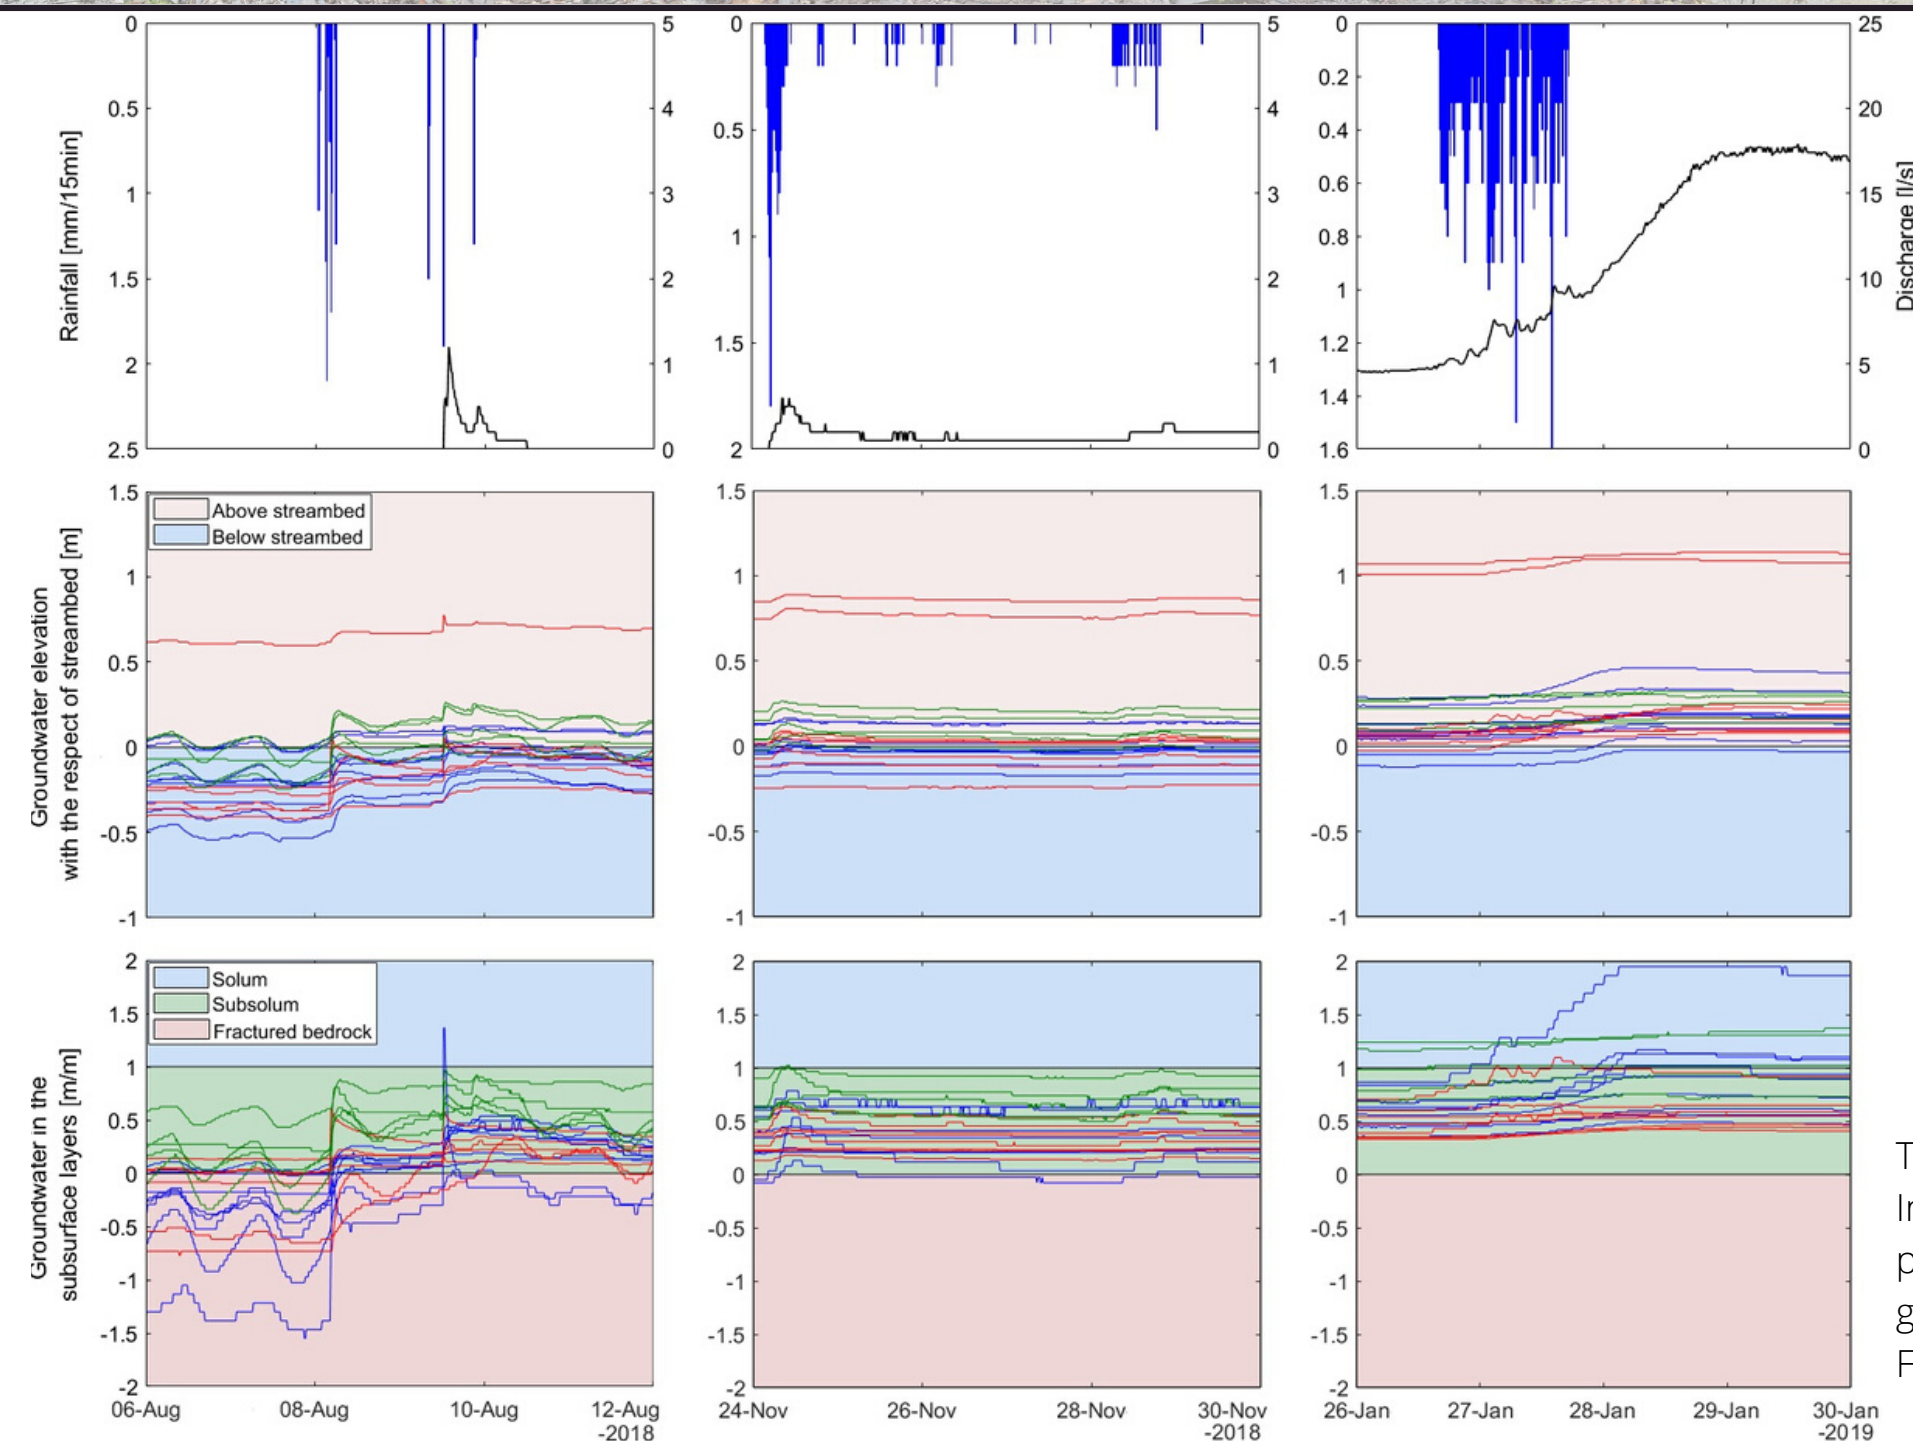 0 5 0 5 0 25
0.5 4 0.5 4 0.2 20
0.4
1 3 1 3 0.6 15
0.8
1.5 2 1.5 2 1 10
2 1 1 1.2 5
1.4
2.5 0 2 0 1.6 0
Rainfall [mm/15min]
Discharge [l/s]
1.5 1.5 1.5
Above streambed
Below streambed
1 1 1
0.5 0.5 0.5
0 0 0
-0.5 -0.5 -0.5
-1 -1 -1
Groundwater elevation
with the respect of streambed [m]
2 2 2
Solum
Subsolum
Fractured bedrock
1.5 1.5 1.5
1 1 1
0.5 0.5 0.5
0 0 0
-0.5 -0.5 -0.5
-1 -1 -1
-1.5 -1.5 -1.5
-2 -2 -2
Groundwater in the
subsurface layers [m/m]
06-Aug 08-Aug 10-Aug 12-Aug 24-Nov 26-Nov 28-Nov 30-Nov 26-Jan 27-Jan 28-Jan 29-Jan 30-Jan
-2018 -2018 -2019